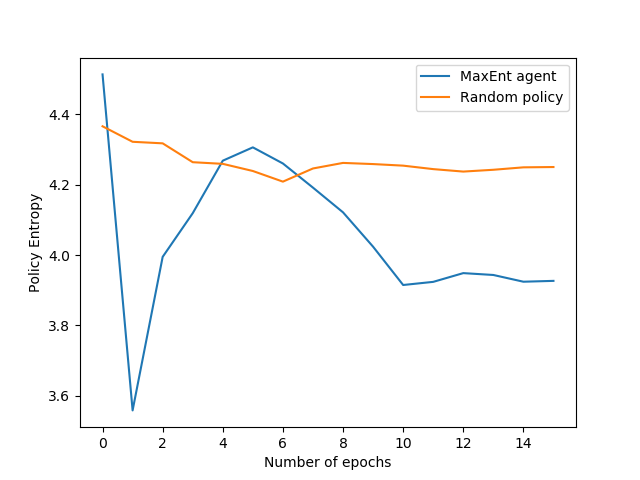 MaxEnt agent
Random policy
Policy Entropy
4.4
4.2
4.0
3.8
3.6
0 2 4 6 8 10 12 14
Number of epochs